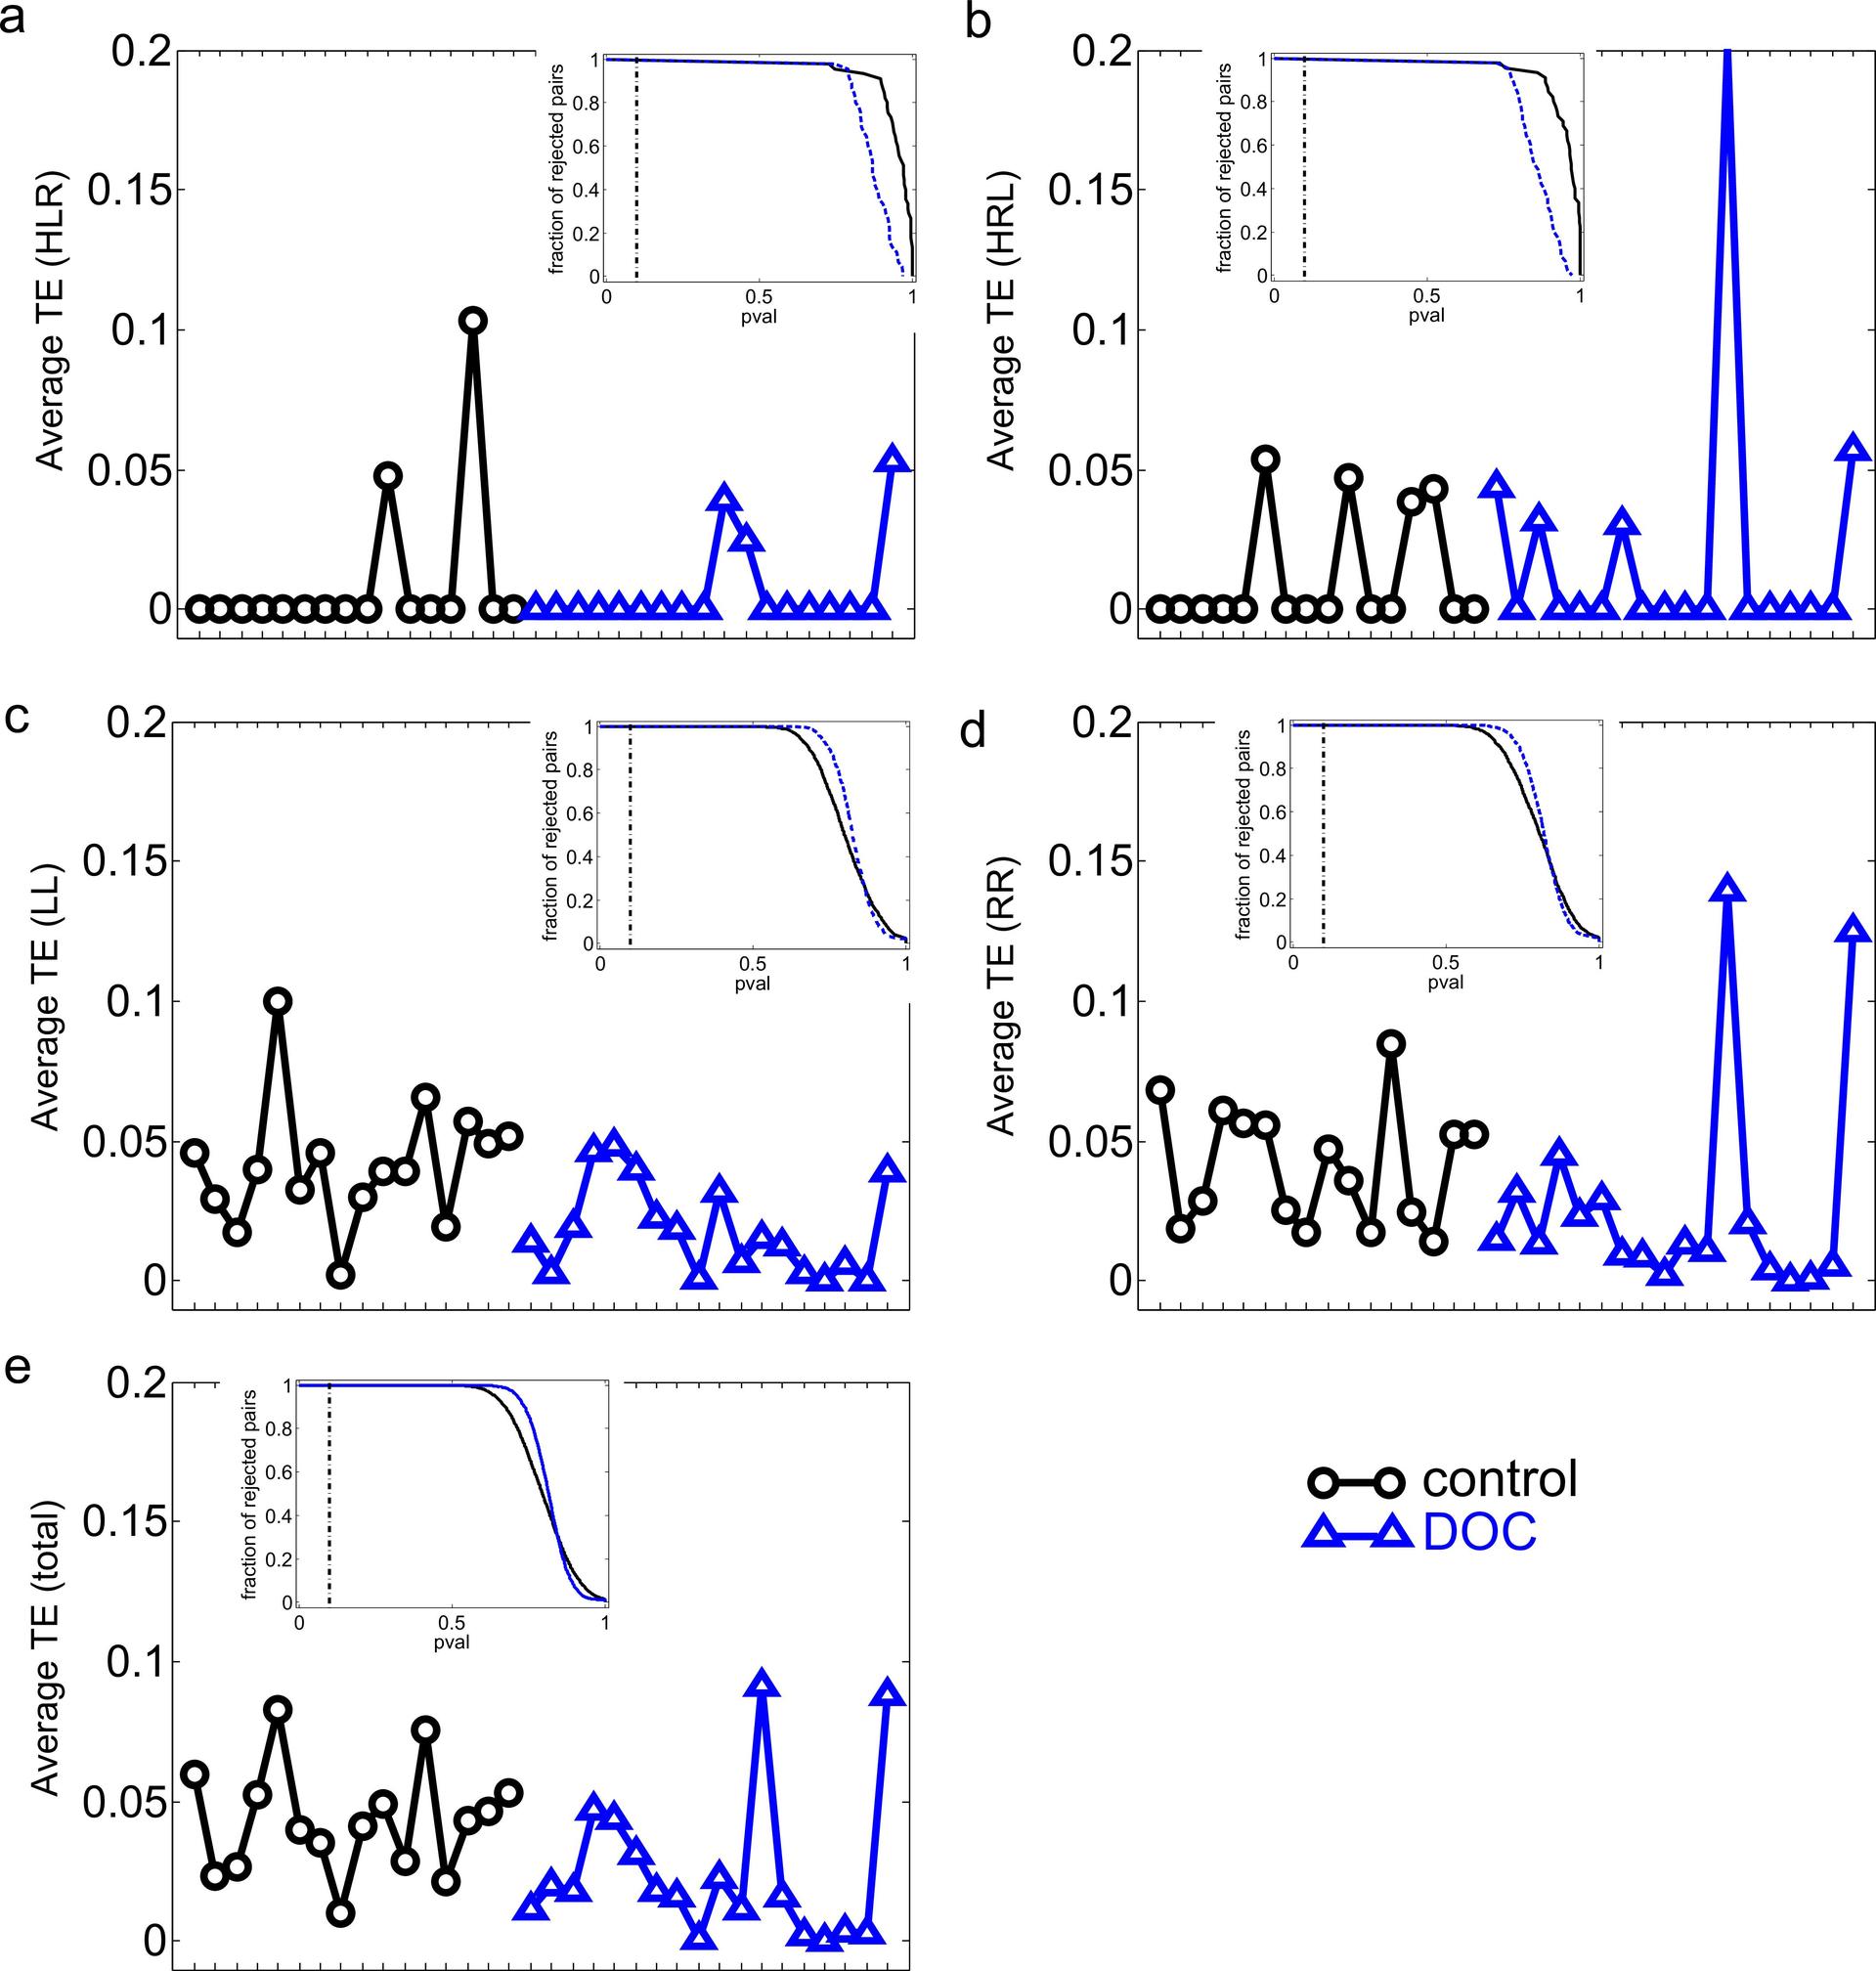 a
Average TE (HLR)
0.2
0.15
0.1
0.05
0
fraction of rejected pairs
1
0.8
0.6
0.4
0.2
0
0 0.5 1
pval
b
Average TE (HRL)
0.2
0.15
0.1
0.05
0
fraction of rejected pairs
1
0.8
0.6
0.4
0.2
0
0 0.5 1
pval
c
Average TE (LL)
0.2
0.15
0.1
0.05
0
fraction of rejected pairs
1
0.8
0.6
0.4
0.2
0
0 0.5 1
pval
d
Average TE (RR)
0.2
0.15
0.1
0.05
0
fraction of rejected pairs
1
0.8
0.6
0.4
0.2
0
0 0.5 1
pval
e
Average TE (total)
0.2
0.15
0.1
0.05
0
fraction of rejected pairs
1
0.8
0.6
0.4
0.2
0
0 0.5 1
pval
control
DOC